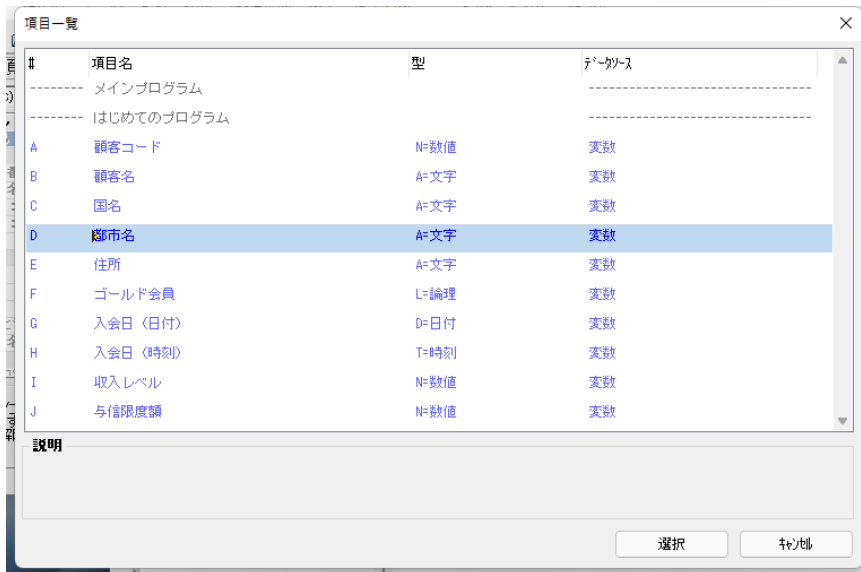 項目一覧
# 項目名 型 ﾃﾞｰﾀｿｰｽ
-------- メインプログラム --------------------------------
-------- はじめてのプログラム --------------------------------
A 顧客コード N=数値 変数
B 顧客名 A=文字 変数
C 国名 A=文字 変数
D 都市名 A=文字 変数
E 住所 A=文字 変数
F ゴールド会員 L=論理 変数
G 入会日（日付） D=日付 変数
H 入会日（時刻） T=時刻 変数
I 収入レベル N=数値 変数
J 与信限度額 N=数値 変数
説明
選択 ｷｬﾝｾﾙ